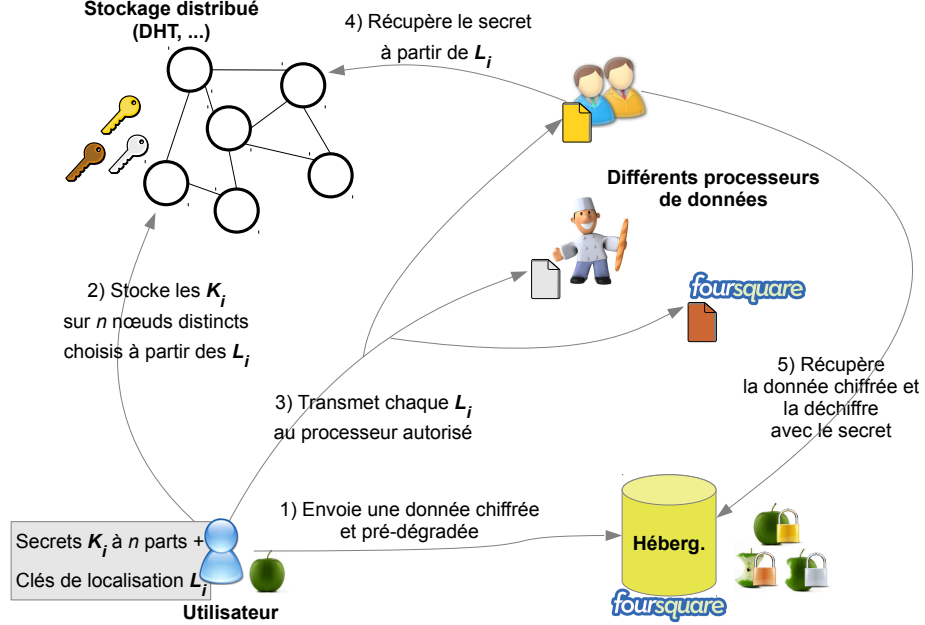 Stockage distribué
(DHT, ...)
4) Récupère le secret
à partir de Li
Différents processeurs
de données
foursquare
2) Stocke les Ki
sur n nœuds distincts
choisis à partir des Li
3) Transmet chaque Li
au processeur autorisé
5) Récupère
la donnée chiffrée et
la déchiffre
avec le secret
1) Envoie une donnée chiffrée
et pré-dégradée
Secrets Ki à n parts +
Clés de localisation Li
Utilisateur
Héberg.
foursquare